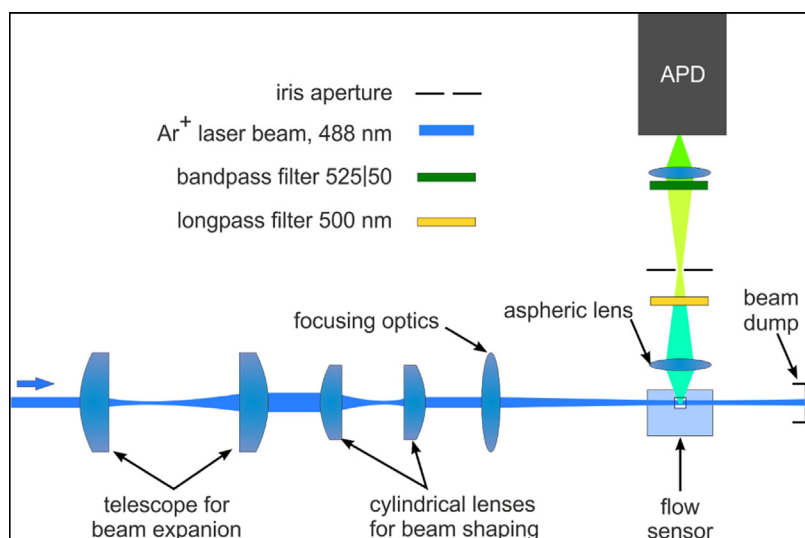 APD
iris aperture
Ar+ laser beam, 488 nm
bandpass filter 525|50
longpass filter 500 nm
focusing optics
aspheric lens
beam
dump
telescope for
beam expanion
cylindrical lenses
for beam shaping
flow
sensor